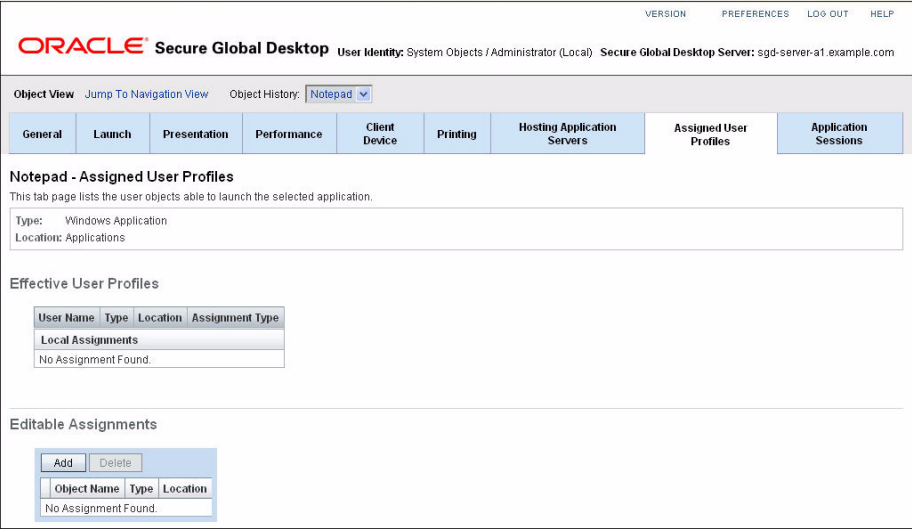 VERSION PREFERENCES LOG OUT HELP
ORACLE Secure Global Desktop User Identity: System Objects / Administrator (Local) Secure Global Desktop Server: sgd-server-a1.example.com
Object View Jump To Navigation View Object History: Notepad
General Launch Presentation Performance Client Device Printing Hosting Application Servers Assigned User Profiles Application Sessions
Notepad - Assigned User Profiles
This tab page lists the user objects able to launch the selected application.
Type: Windows Application
Location: Applications
Effective User Profiles
User Name Type Location Assignment Type
Local Assignments
No Assignment Found.
Editable Assignments
Add Delete
Object Name Type Location
No Assignment Found.